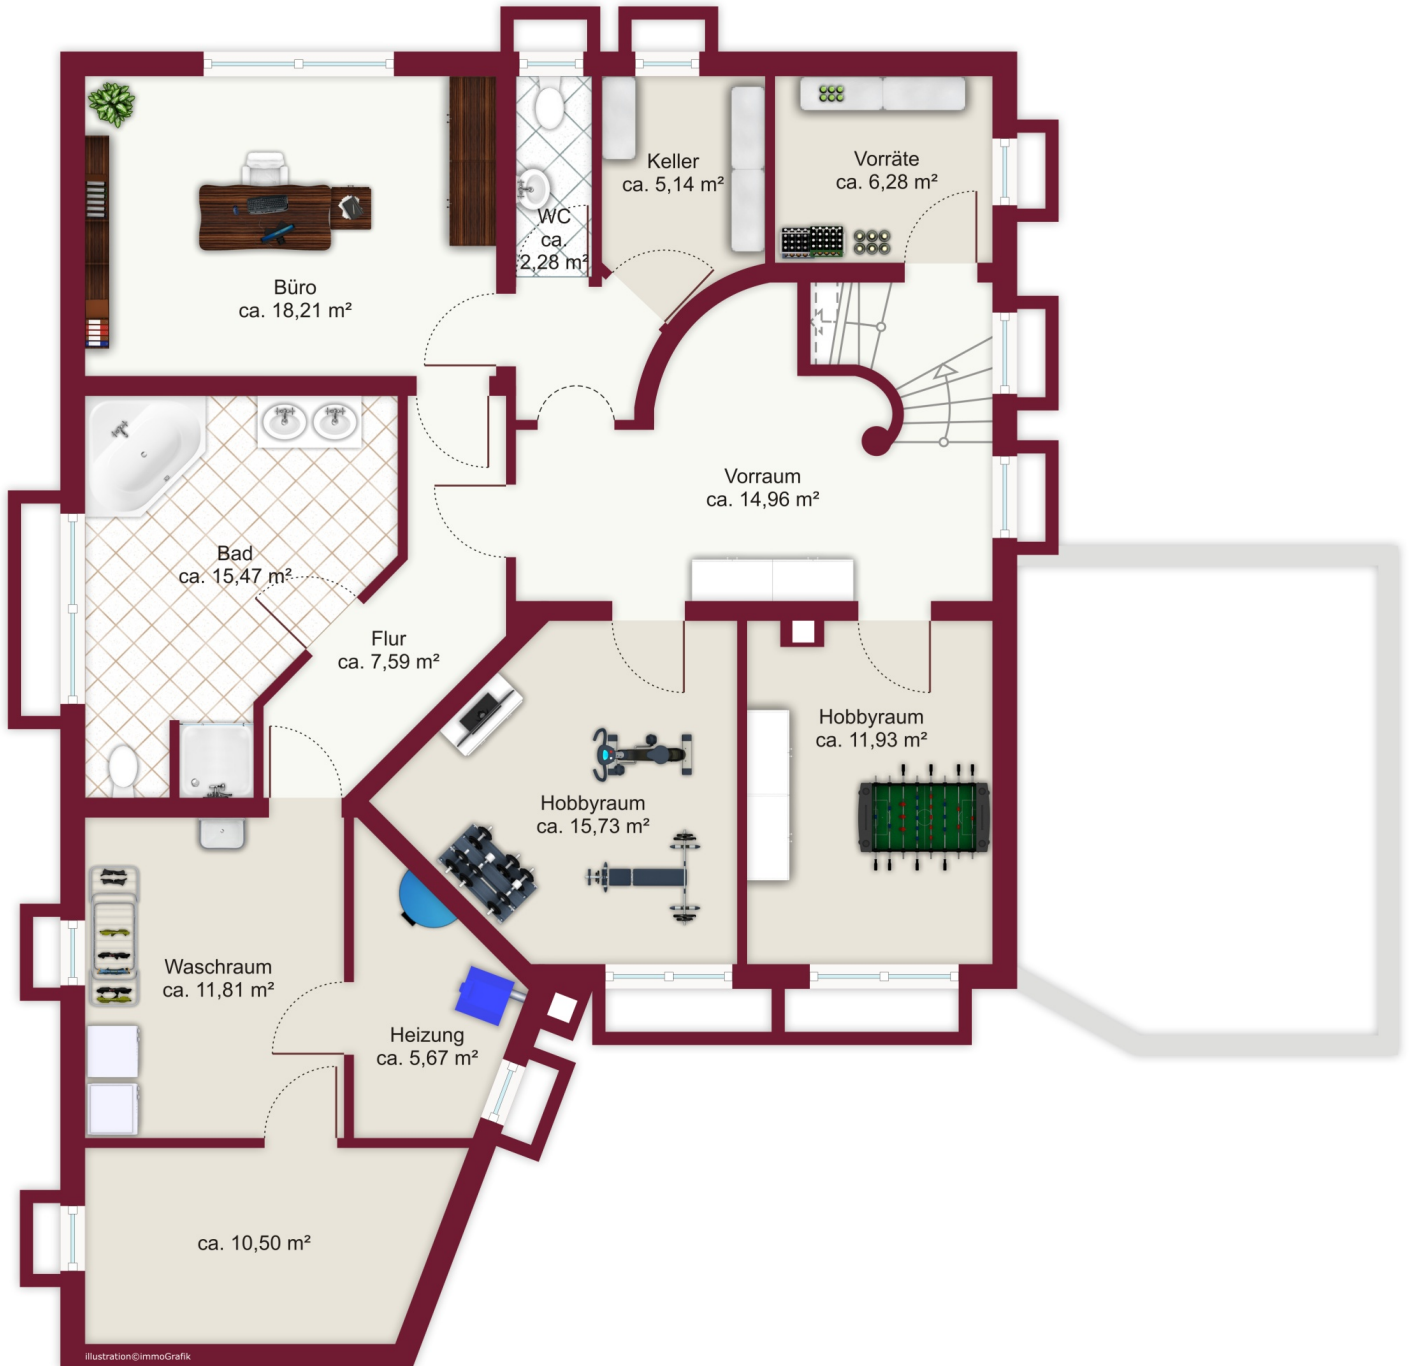 Keller
ca. 5,14 m²
Vorräte
ca. 6,28 m²
WC
ca.
2,28 m²
Büro
ca. 18,21 m²
Vorraum
ca. 14,96 m²
Bad
ca. 15,47 m²
Flur
ca. 7,59 m²
Hobbyraum
ca. 11,93 m²
Hobbyraum
ca. 15,73 m²
Waschraum
ca. 11,81 m²
Heizung
ca. 5,67 m²
ca. 10,50 m²
illustration©immoGrafik